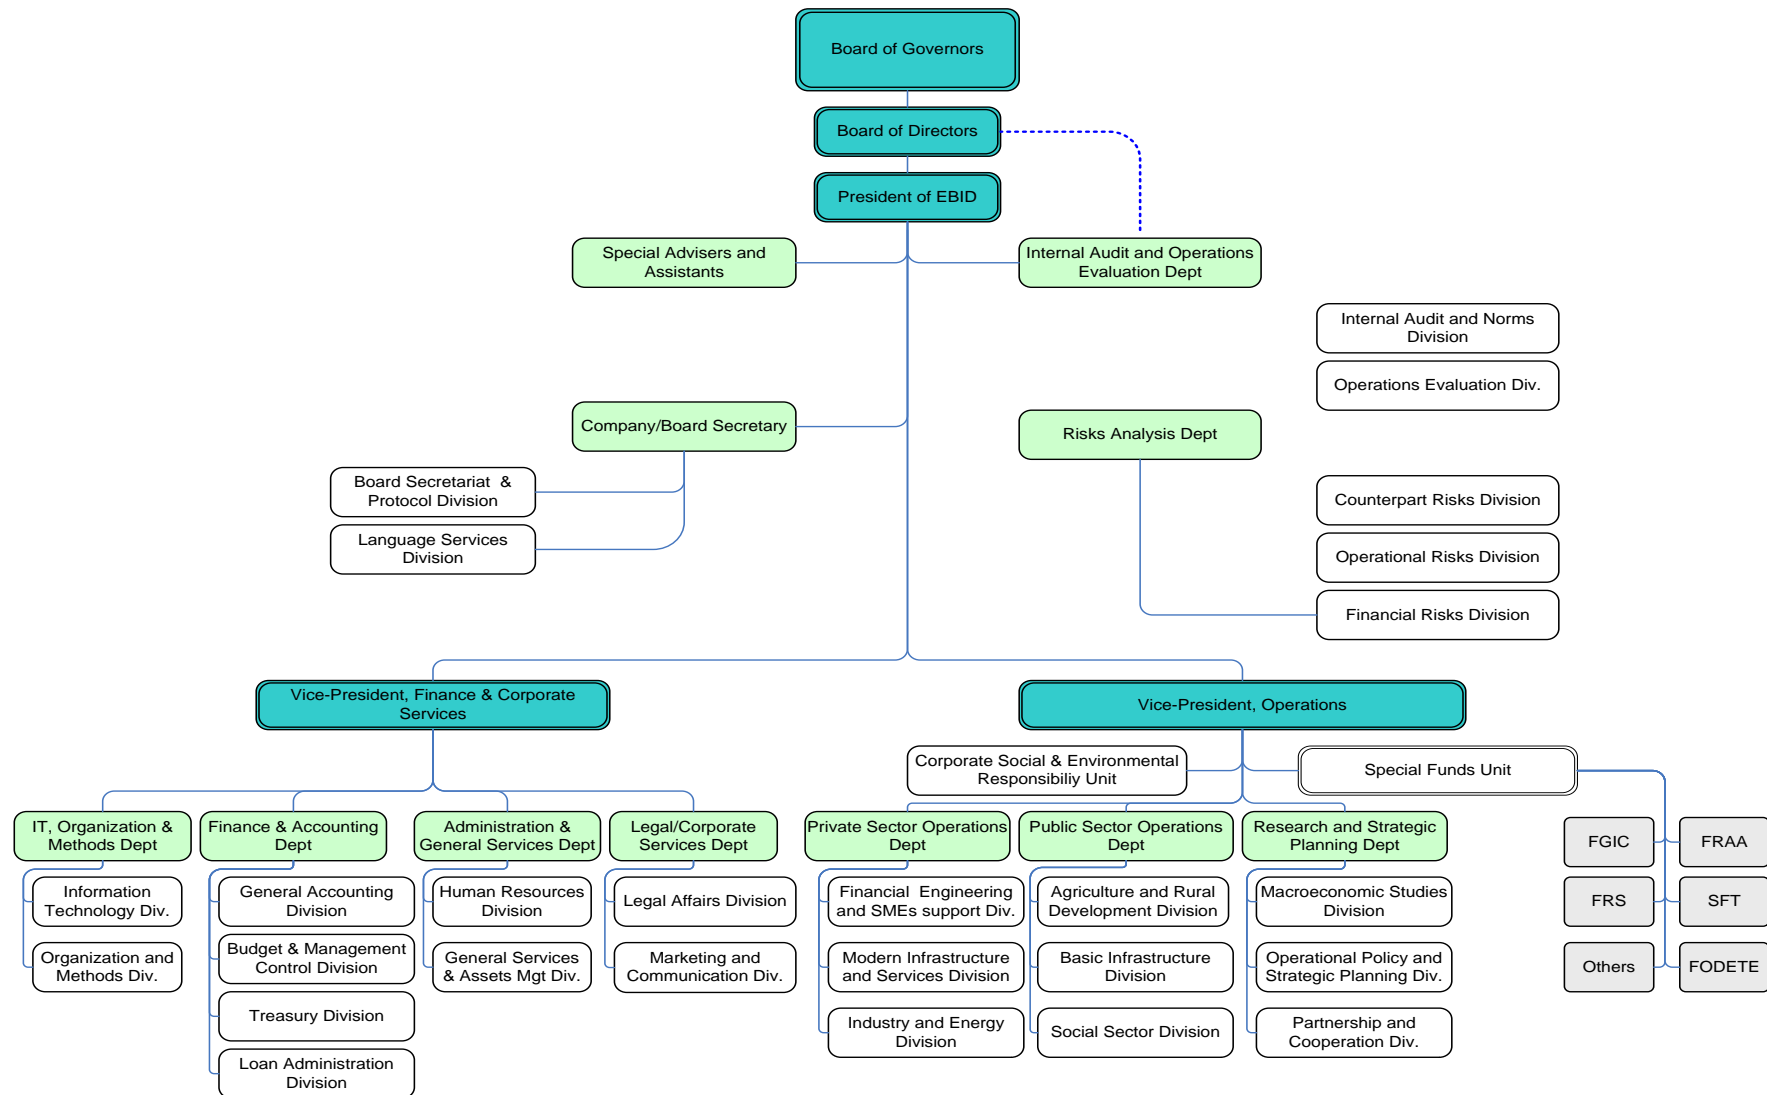 Board of Governors
Board of Directors
President of EBID
Special Advisers and
Assistants
Internal Audit and Operations
Evaluation Dept
Internal Audit and Norms
Division
Operations Evaluation Div.
Company/Board Secretary
Risks Analysis Dept
Board Secretariat &
Protocol Division
Language Services
Division
Counterpart Risks Division
Operational Risks Division
Financial Risks Division
Vice-President, Finance & Corporate
Services
Vice-President, Operations
Corporate Social & Environmental
Responsibiliy Unit
Special Funds Unit
IT, Organization &
Methods Dept
Finance & Accounting
Dept
Administration &
General Services Dept
Legal/Corporate
Services Dept
Private Sector Operations
Dept
Public Sector Operations
Dept
Research and Strategic
Planning Dept
FGIC
FRAA
Information
Technology Div.
General Accounting
Division
Human Resources
Division
Legal Affairs Division
Financial Engineering
and SMEs support Div.
Agriculture and Rural
Development Division
Macroeconomic Studies
Division
FRS
SFT
Organization and
Methods Div.
Budget & Management
Control Division
General Services
& Assets Mgt Div.
Marketing and
Communication Div.
Modern Infrastructure
and Services Division
Basic Infrastructure
Division
Operational Policy and
Strategic Planning Div.
Others
FODETE
Treasury Division
Industry and Energy
Division
Social Sector Division
Partnership and
Cooperation Div.
Loan Administration
Division